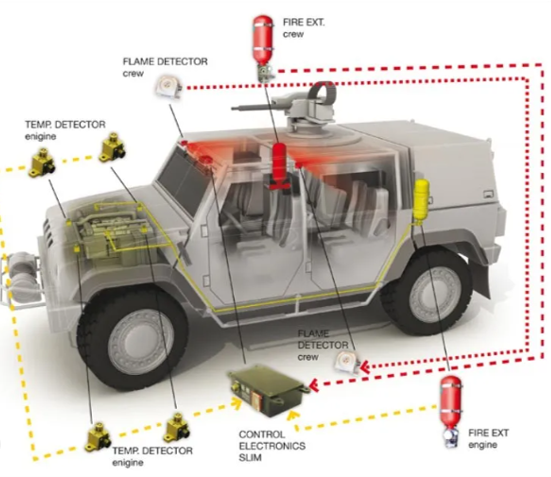 FIRE EXT.
crew
FLAME DETECTOR
crew
TEMP. DETECTOR
enigine
FLAME
DETECTOR
crew
TEMP. DETECTOR
enigine
CONTROL
ELECTRONICS
SLIM
FIRE EXT
engine